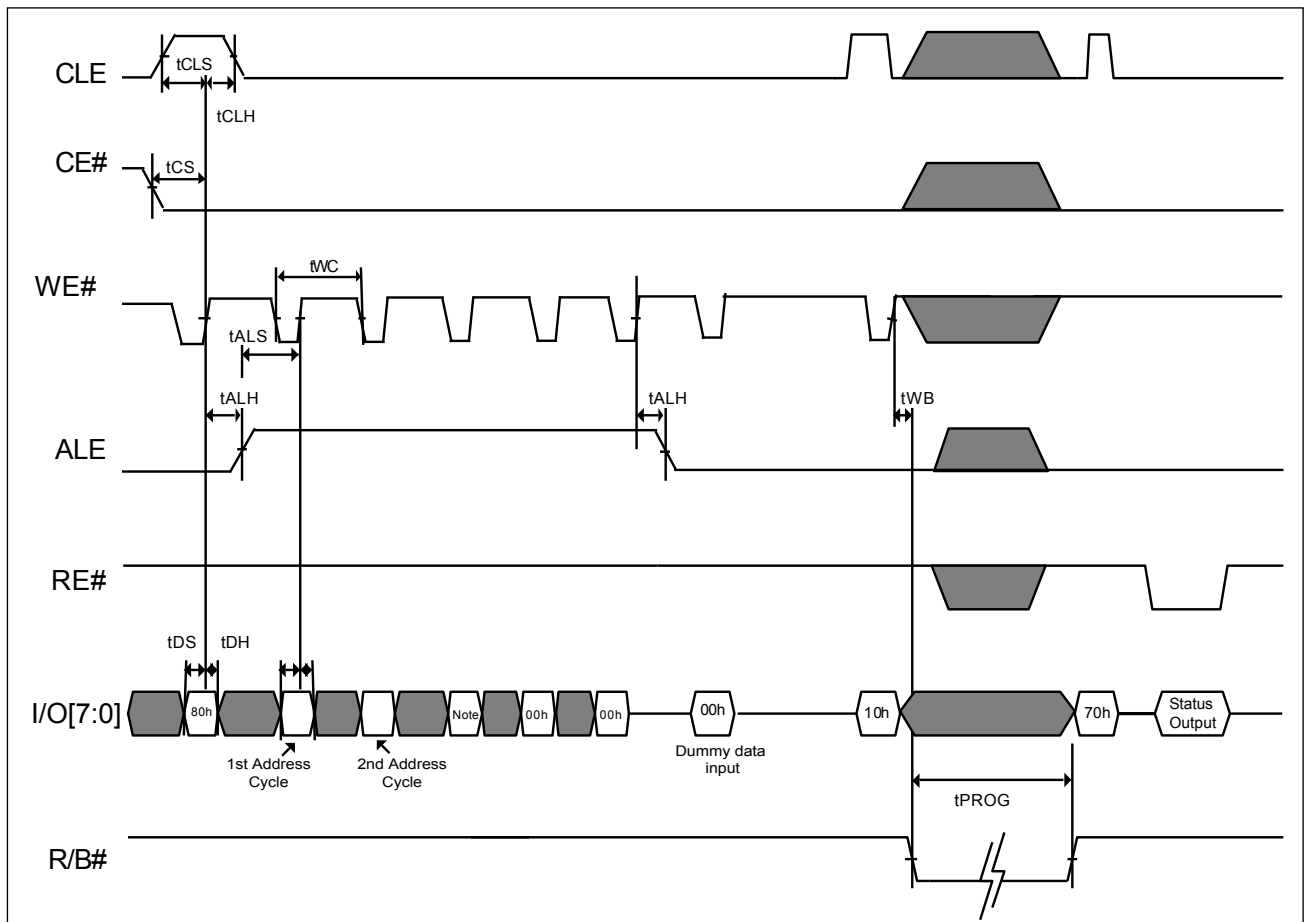 CLE
tCLS
tCLH
CE#
tCS
WE#
tWC
tALS
tALH
tALH
tWB
ALE
RE#
tDS
tDH
I/O[7:0]
80h
Note
00h
00h
00h
10h
70h
Status
Output
1st Address
Cycle
2nd Address
Cycle
Dummy data
input
tPROG
R/B#